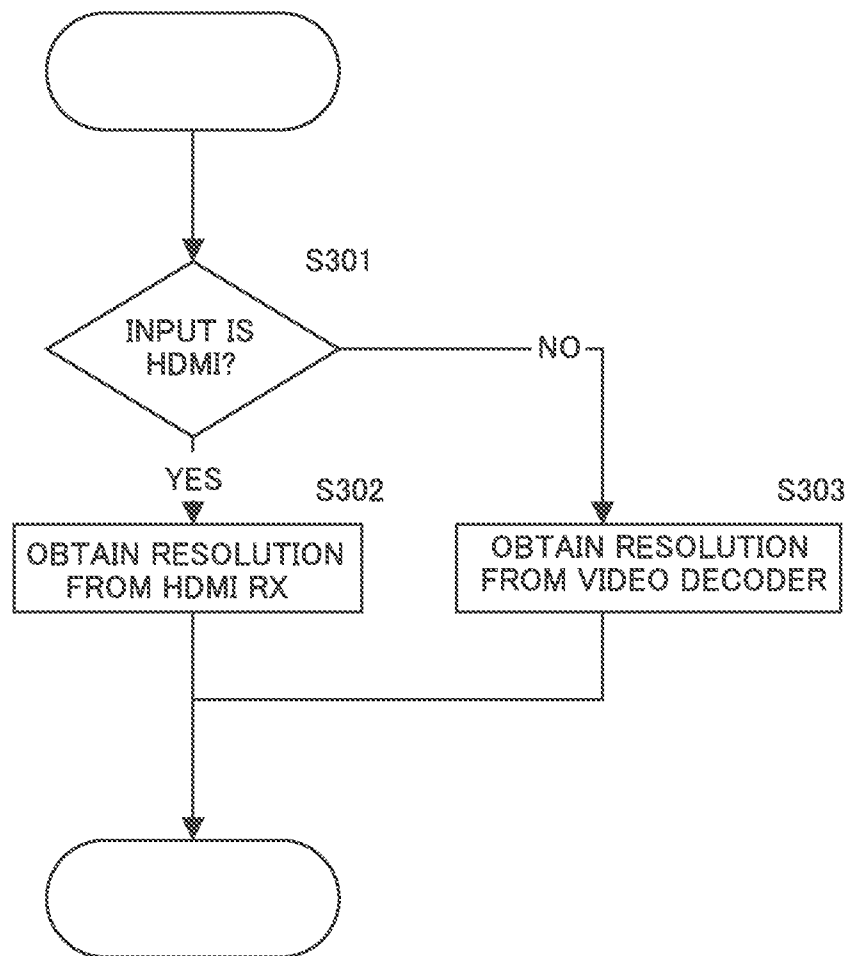 S301
INPUT IS
HDMI?
NO
YES
S302
OBTAIN RESOLUTION
FROM HDMI RX
S303
OBTAIN RESOLUTION
FROM VIDEO DECODER